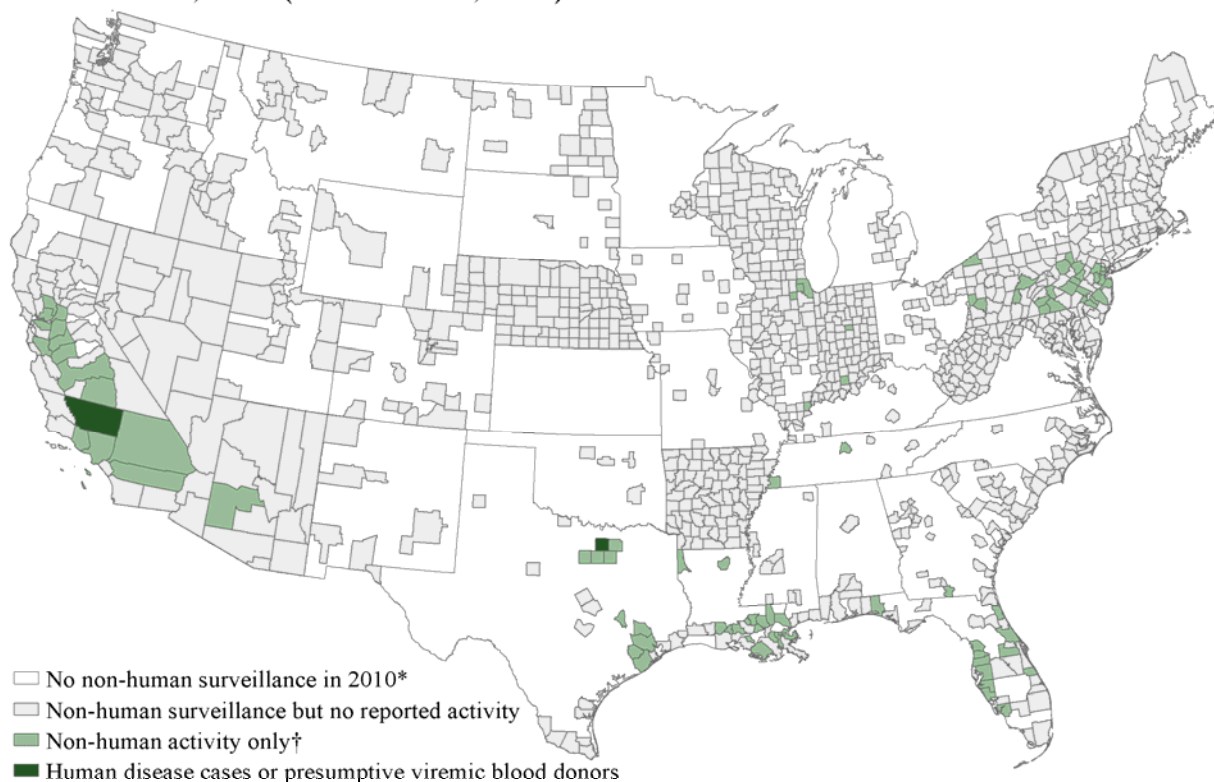 No non-human surveillance in 2010*
Non-human surveillance but no reported activity
Non-human activity only†
Human disease cases or presumptive viremic blood donors